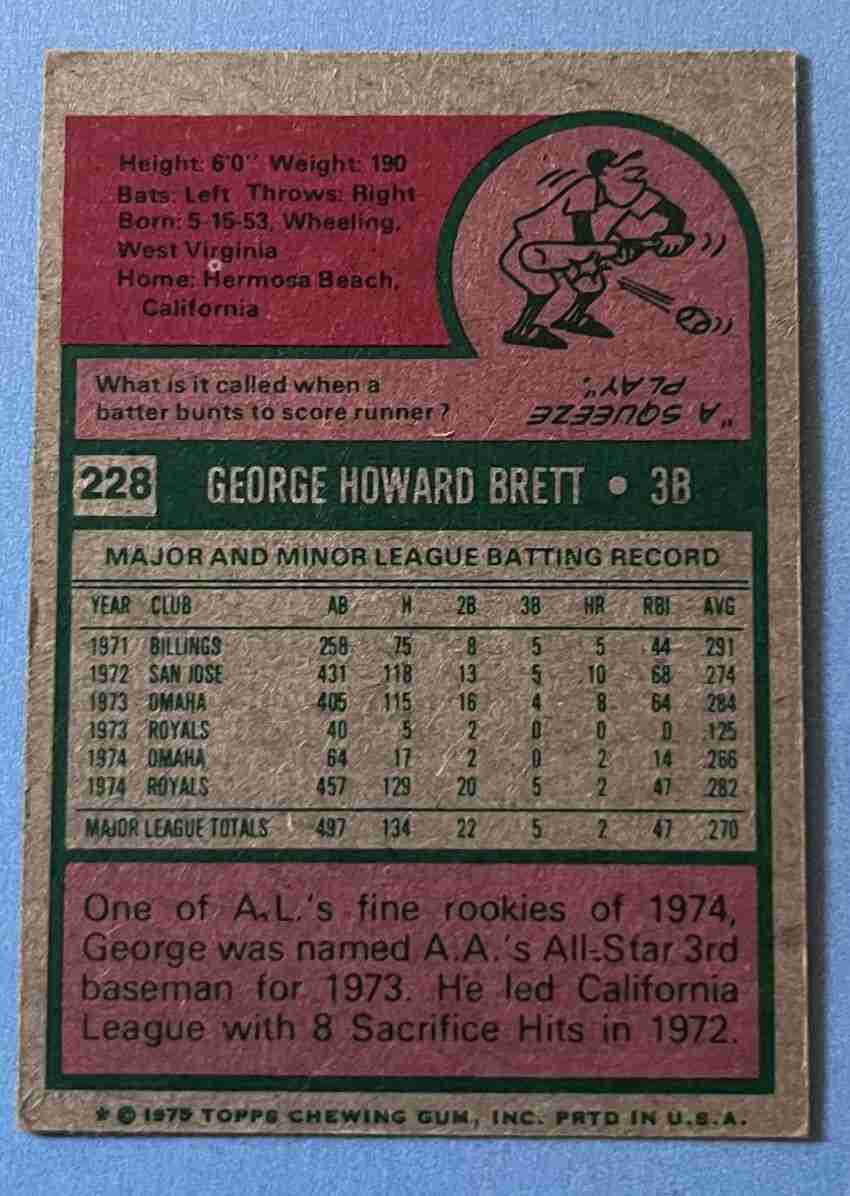 Height: 6'0" Weight: 190
Bats: Left Throws: Right
Born: 5-15-53, Wheeling,
West Virginia
Home: Hermosa Beach,
California
What is it called when a
batter bunts to score runner?
"A SQUEEZE
PLAY".
228 GEORGE HOWARD BRETT • 3B
MAJOR AND MINOR LEAGUE BATTING RECORD
YEAR CLUB AB H 2B 3B HR RBI AVG
1971 BILLINGS 258 75 8 5 5 44 .291
1972 SAN JOSE 431 118 13 5 10 68 .274
1973 OMAHA 405 115 16 4 8 64 .284
1973 ROYALS 40 5 2 0 0 0 .125
1974 OMAHA 64 17 2 0 2 14 .266
1974 ROYALS 457 129 20 5 2 47 .282
MAJOR LEAGUE TOTALS 497 134 22 5 2 47 .270
One of A.L.'s fine rookies of 1974,
George was named A.A.'s All-Star 3rd
baseman for 1973. He led California
League with 8 Sacrifice Hits in 1972.
* © 1975 TOPPS CHEWING GUM, INC. PRTD IN U.S.A.